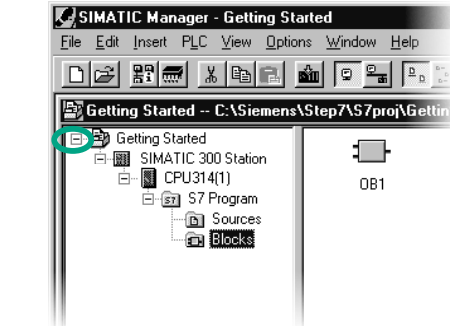 SIMATIC Manager - Getting Started
File Edit Insert PLC View Options Window Help
Getting Started -- C:\Siemens\Step7\S7proj\Gettin
Getting Started
SIMATIC 300 Station
CPU314(1)
S7 Program
Sources
Blocks
OB1